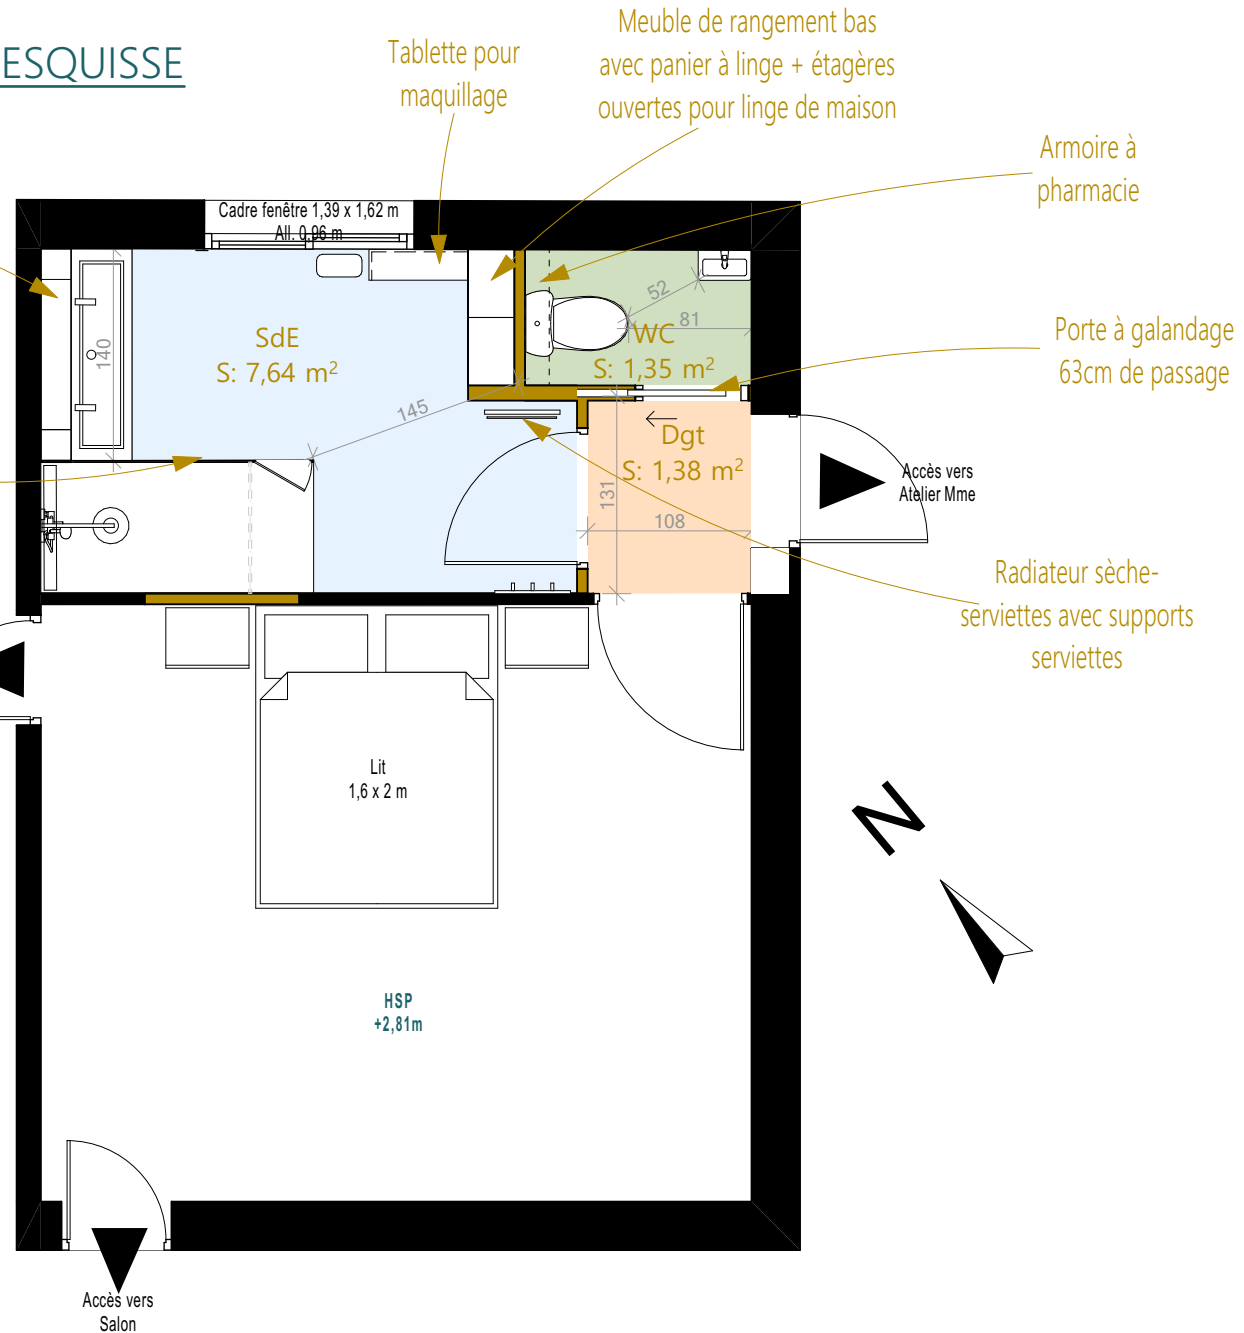 ESQUISSE
Tablette pour
maquillage
Meuble de rangement bas
avec panier à linge + étagères
ouvertes pour linge de maison
Armoire à
pharmacie
Cadre fenêtre 1,39 x 1,62 m
All. 0,96 m
52
81
WC
S: 1,35 m²
SdE
S: 7,64 m²
140
145
Porte à galandage
63cm de passage
Dgt
S: 1,38 m²
131
108
Accès vers
Atelier Mme
Radiateur sèche-
serviettes avec supports
serviettes
Lit
1,6 x 2 m
N
HSP
+2,81m
Accès vers
Salon